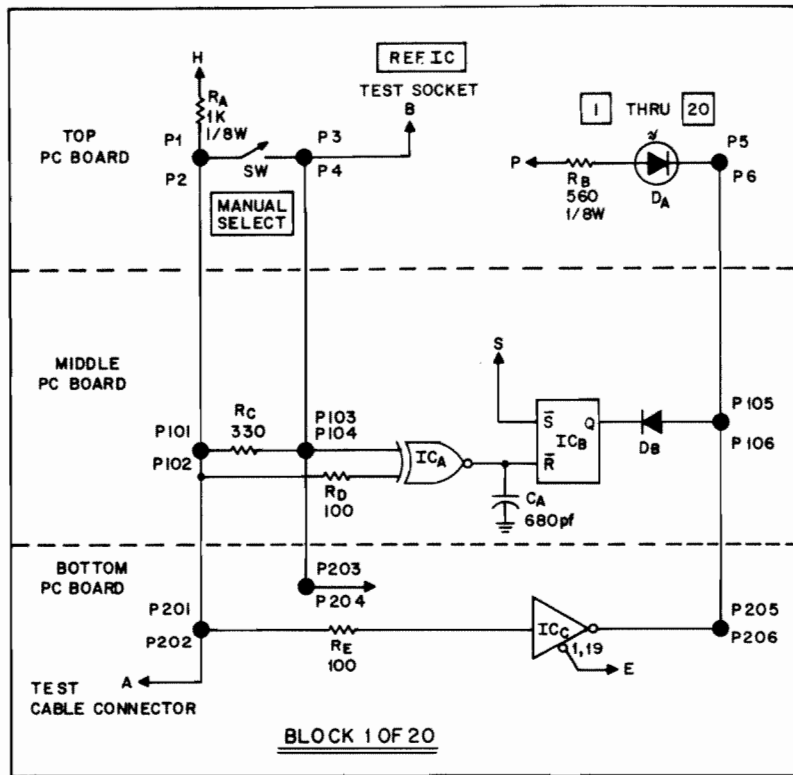 H
REF. IC
TEST SOCKET
B
RA
1K
1/8W
1 THRU 20
TOP
PC BOARD
P1
P2
SW
P3
P4
MANUAL
SELECT
P
RB
560
1/8W
DA
P5
P6
MIDDLE
PC BOARD
S
P101
P102
RC
330
P103
P104
ICA
RD
100
S̅
Q
ICB
R̅
DB
CA
680pf
P105
P106
BOTTOM
PC BOARD
P203
P204
P201
P202
RE
100
ICC
1,19
E
P205
P206
TEST
CABLE CONNECTOR
A
BLOCK 1 OF 20